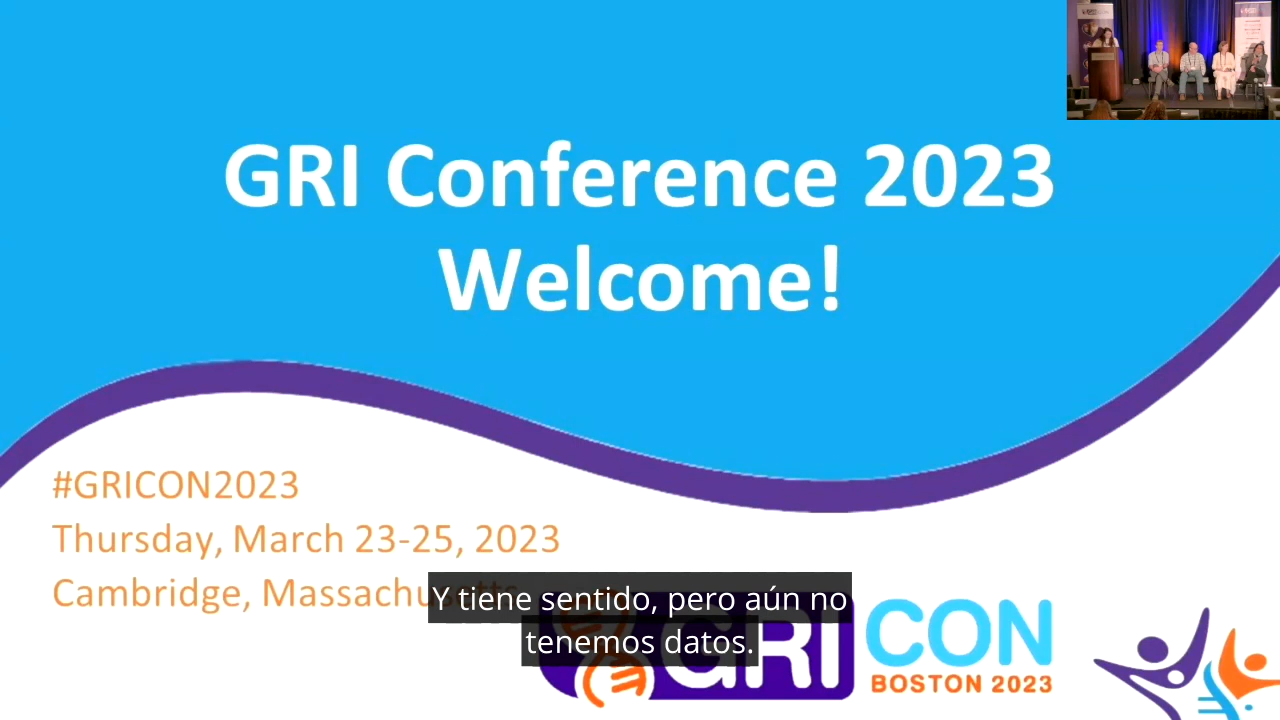 GRI Conference 2023
Welcome!
#GRICON2023
Thursday, March 23-25, 2023
Cambridge, Massachusetts
Y tiene sentido, pero aún no
tenemos datos.
GRI CON
BOSTON 2023